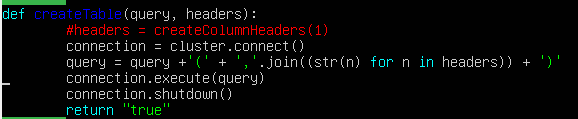 def createTable(query, headers):
#headers = createColumnHeaders(1)
connection = cluster.connect()
query = query +'(' + ','.join((str(n) for n in headers)) + ')'
connection.execute(query)
connection.shutdown()
return "true"